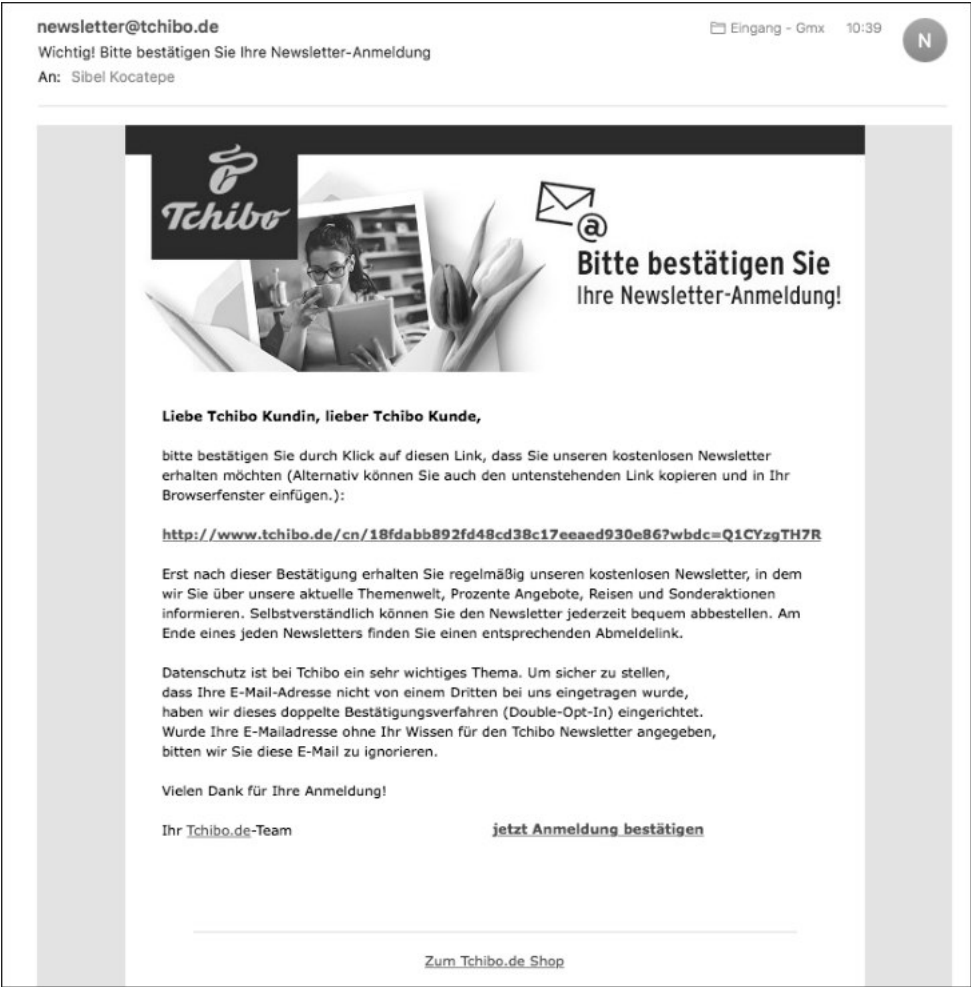 newsletter@tchibo.de
Eingang - Gmx 10:39
N
Wichtig! Bitte bestätigen Sie Ihre Newsletter-Anmeldung
An: Sibel Kocatepe
Tchibo
@
Bitte bestätigen Sie
Ihre Newsletter-Anmeldung!
Liebe Tchibo Kundin, lieber Tchibo Kunde,
bitte bestätigen Sie durch Klick auf diesen Link, dass Sie unseren kostenlosen Newsletter
erhalten möchten (Alternativ können Sie auch den untenstehenden Link kopieren und in Ihr
Browserfenster einfügen.):
http://www.tchibo.de/cn/18fdabb892fd48cd38c17eeaed930e86?wbdc=Q1CYzgTH7R
Erst nach dieser Bestätigung erhalten Sie regelmäßig unseren kostenlosen Newsletter, in dem
wir Sie über unsere aktuelle Themenwelt, Prozente Angebote, Reisen und Sonderaktionen
informieren. Selbstverständlich können Sie den Newsletter jederzeit bequem abbestellen. Am
Ende eines jeden Newsletters finden Sie einen entsprechenden Abmeldelink.
Datenschutz ist bei Tchibo ein sehr wichtiges Thema. Um sicher zu stellen,
dass Ihre E-Mail-Adresse nicht von einem Dritten bei uns eingetragen wurde,
haben wir dieses doppelte Bestätigungsverfahren (Double-Opt-In) eingerichtet.
Wurde Ihre E-Mailadresse ohne Ihr Wissen für den Tchibo Newsletter angegeben,
bitten wir Sie diese E-Mail zu ignorieren.
Vielen Dank für Ihre Anmeldung!
Ihr Tchibo.de-Team
jetzt Anmeldung bestätigen
Zum Tchibo.de Shop